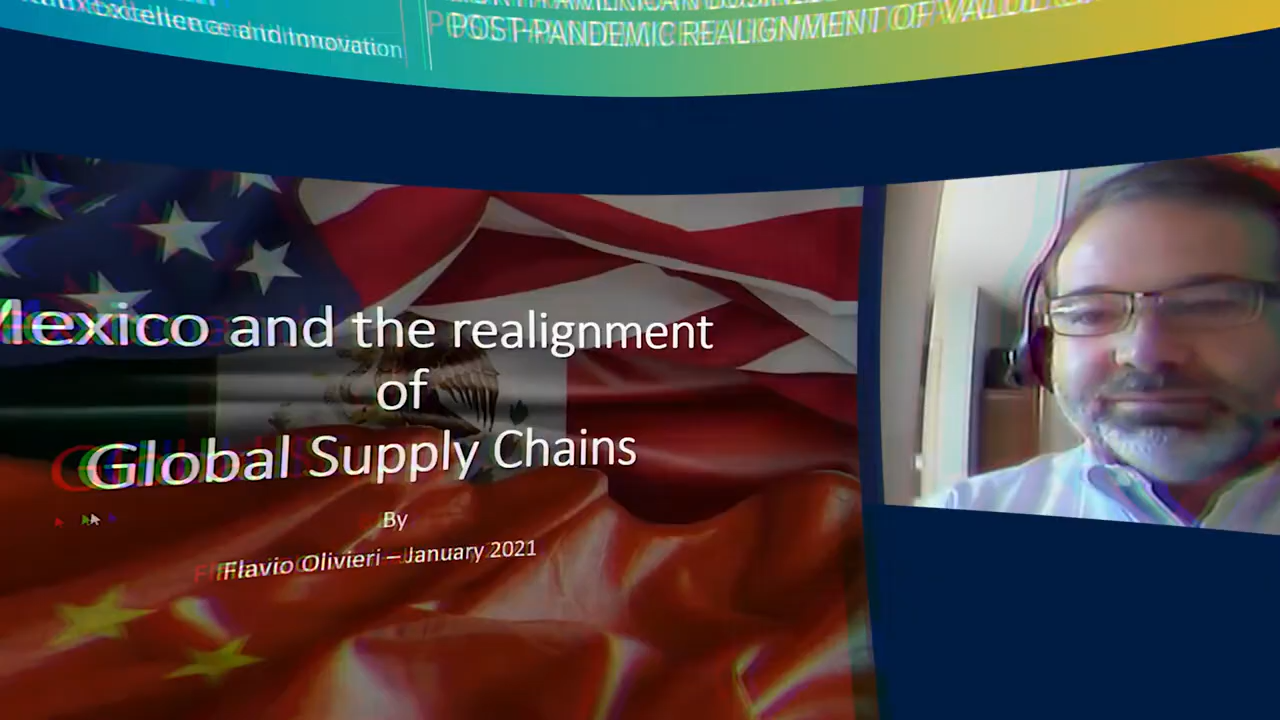 Excellence and Innovation
POST-PANDEMIC REALIGNMENT OF VALUE
Mexico and the realignment
of
Global Supply Chains
By
Flavio Olivieri – January 2021